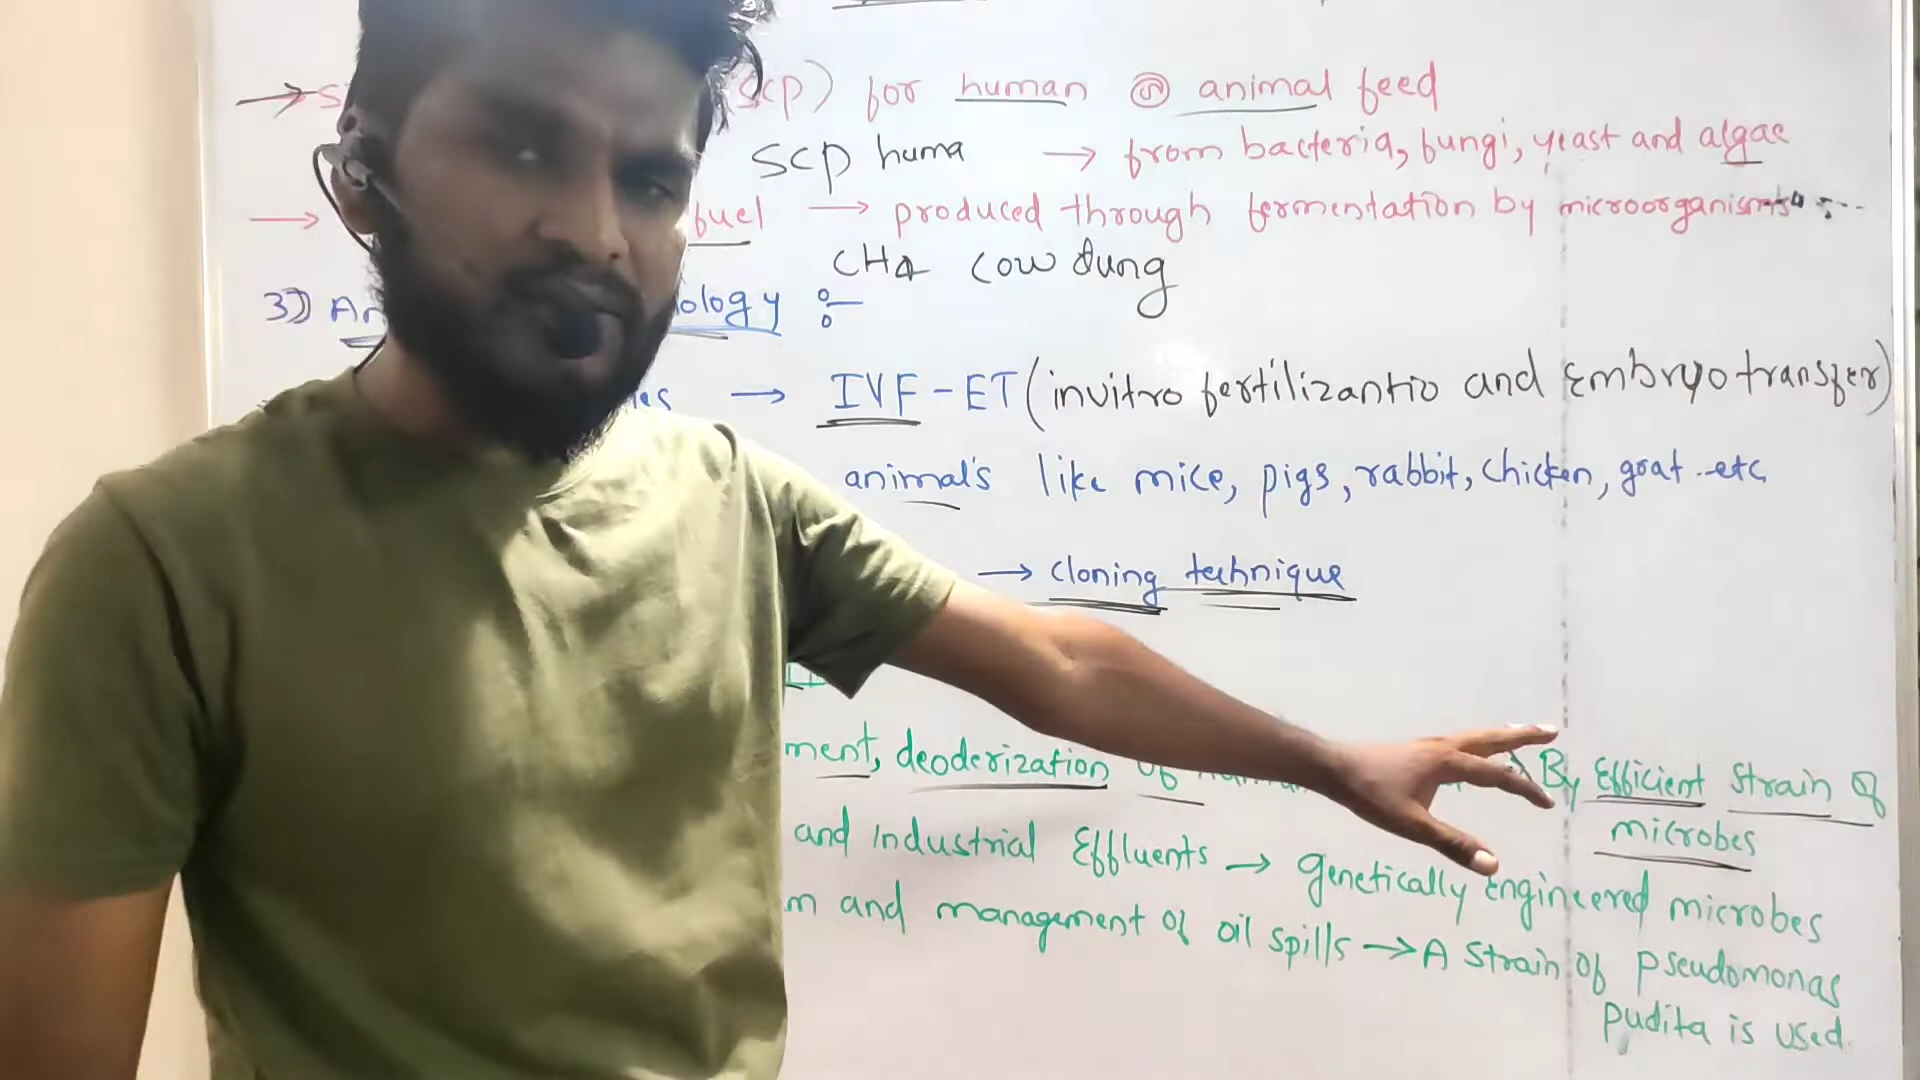 scp) for human animal feed
scp huma → from bacteria, fungi, yeast and algae
→ fuel → produced through fermentation by microorganisms
CH4 cow dung
3) An ology :-
→ IVF-ET (invitro fertilizantio and Embryo transfer)
animal's like mice, pigs, rabbit, chicken, goat etc
→ cloning technique
ment, deoderization of
By Efficient strain of
microbes
and industrial Effluents → genetically engineered microbes
m and management of oil spills → A strain of pseudomonas
pudita is used